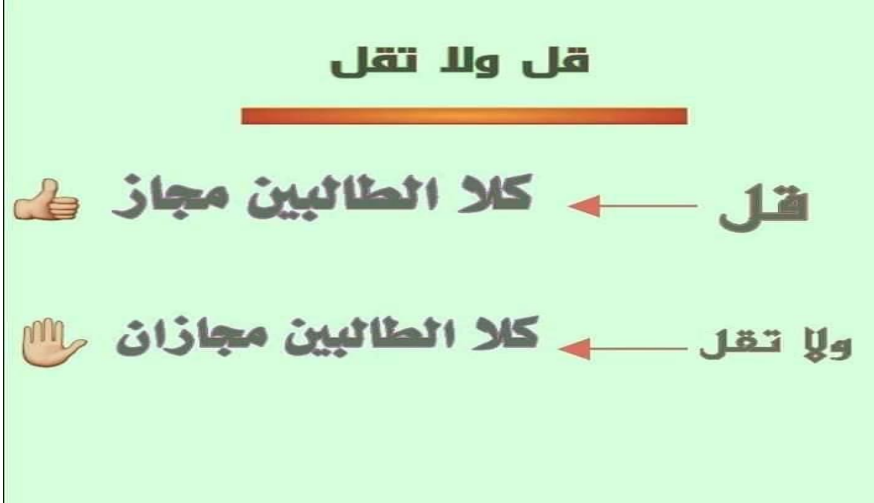 قل ولا تقل
قل كلا الطالبين مجاز
ولا تقل كلا الطالبين مجازان